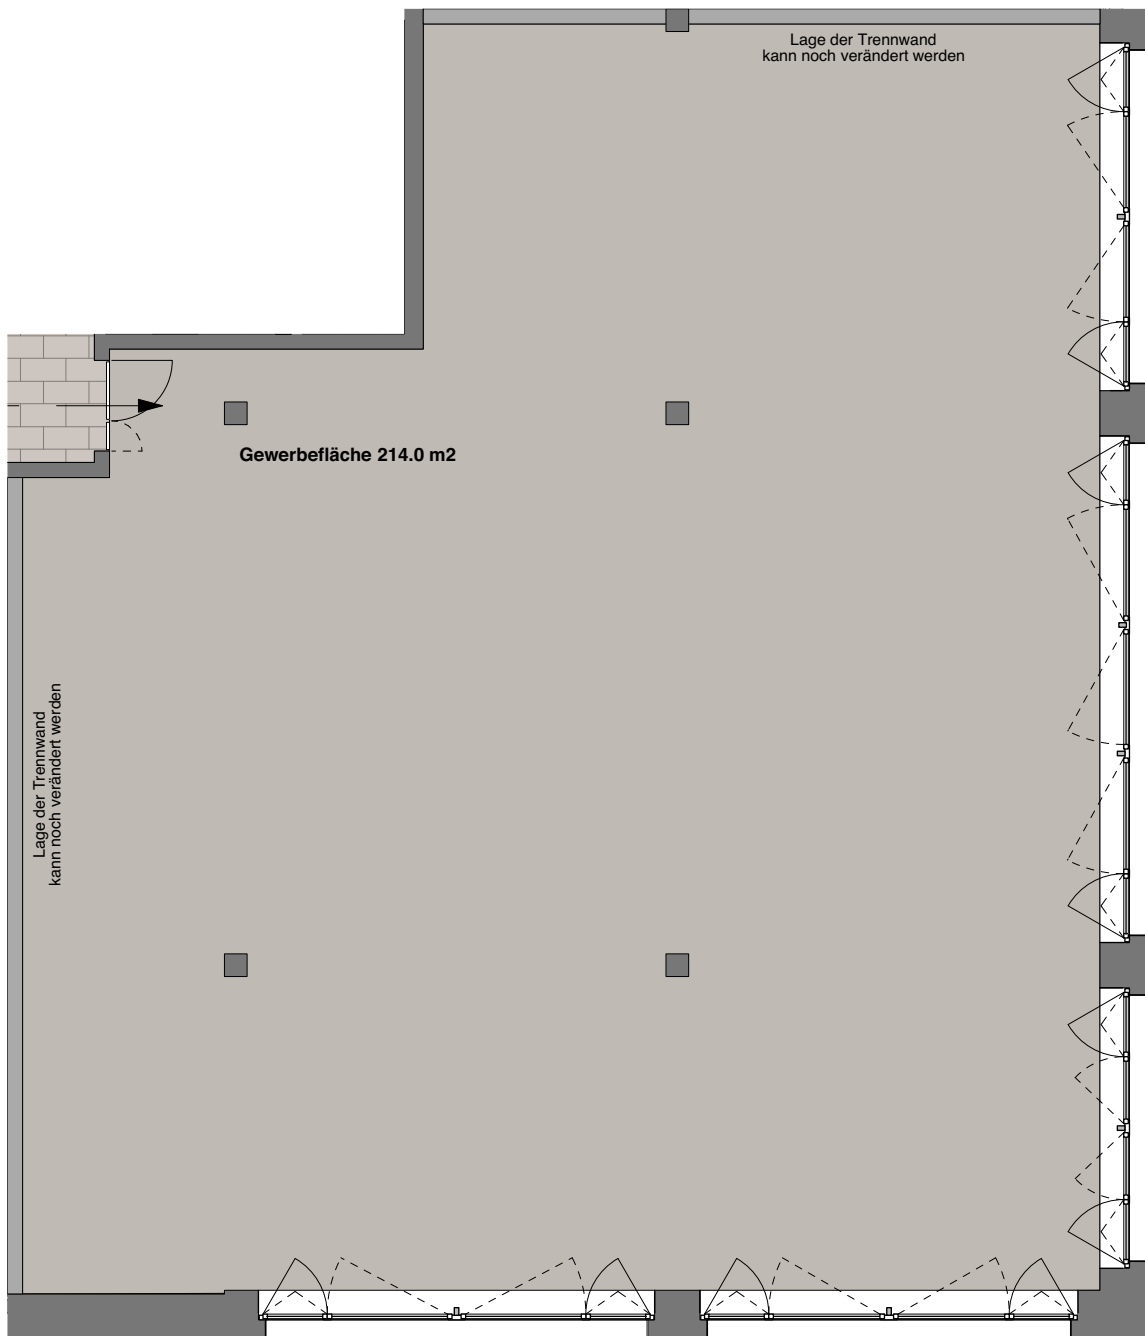 Lage der Trennwand
kann noch verändert werden
Gewerbefläche 214.0 m2
Lage der Trennwand
kann noch verändert werden